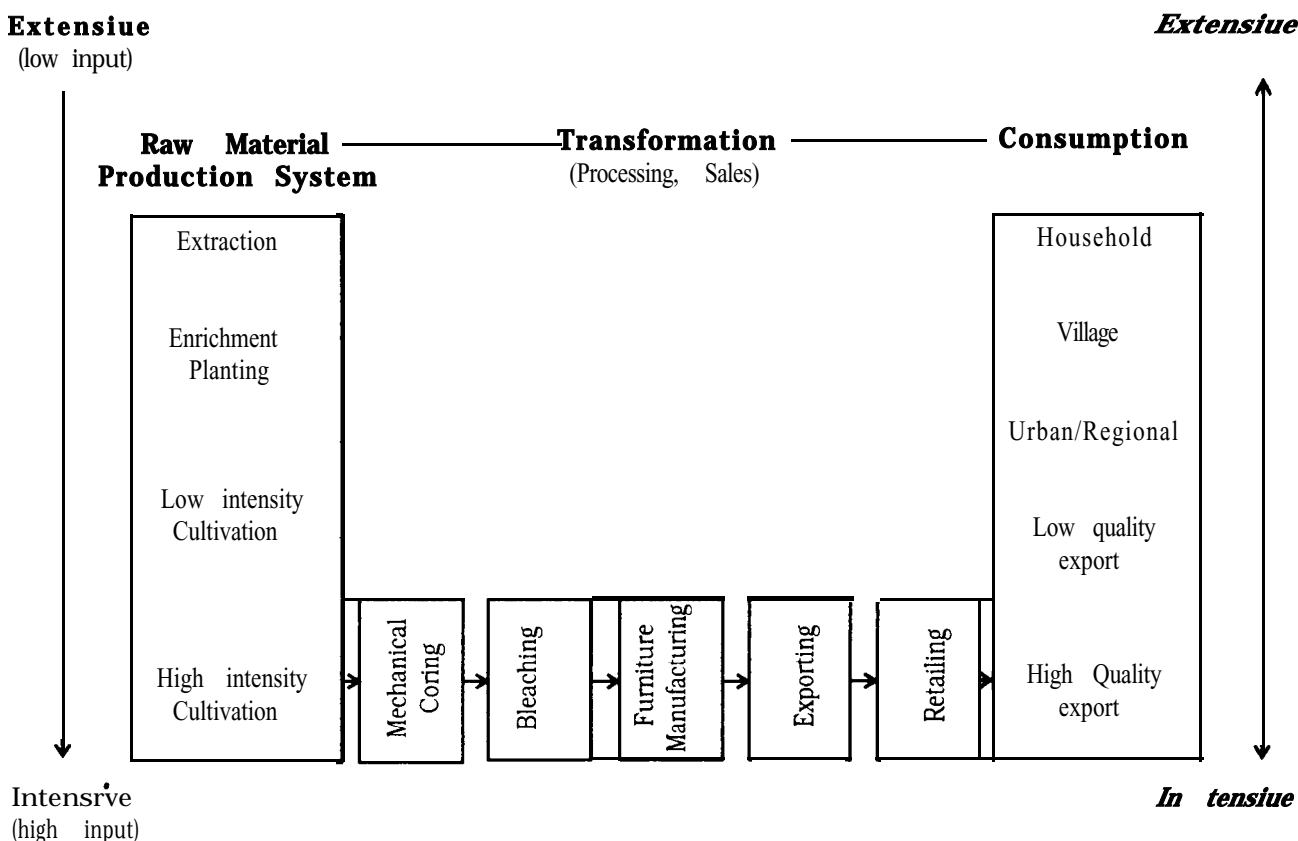 Extensiue
(low input)
Extensiue
Raw Material
Production System
Transformation
(Processing, Sales)
Consumption
Extraction
Enrichment
Planting
Low intensity
Cultivation
High intensity
Cultivation
Mechanical
Coring
Bleaching
Furniture
Manufacturing
Exporting
Retailing
Household
Village
Urban/Regional
Low quality
export
High Quality
export
Intensrve
(high input)
In tensiue